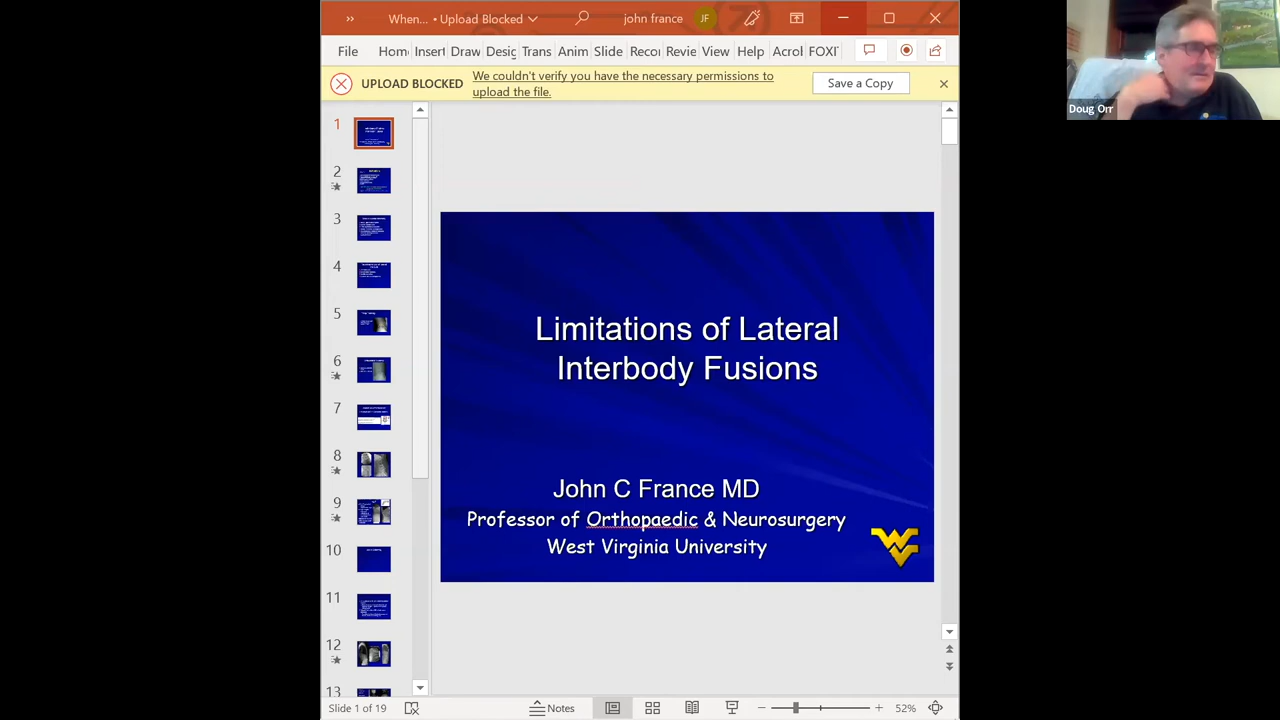 When... • Upload Blocked
john france
JF
File Home Insert Draw Desig Trans Anim Slide Recor Revie View Help Acrol FOXIT
UPLOAD BLOCKED
We couldn't verify you have the necessary permissions to
upload the file.
Save a Copy
Doug Orr
1
2
3
4
5
6
7
8
9
10
11
12
13
Limitations of Lateral
Interbody Fusions
John C France MD
Professor of Orthopaedic & Neurosurgery
West Virginia University
Slide 1 of 19
Notes
52%